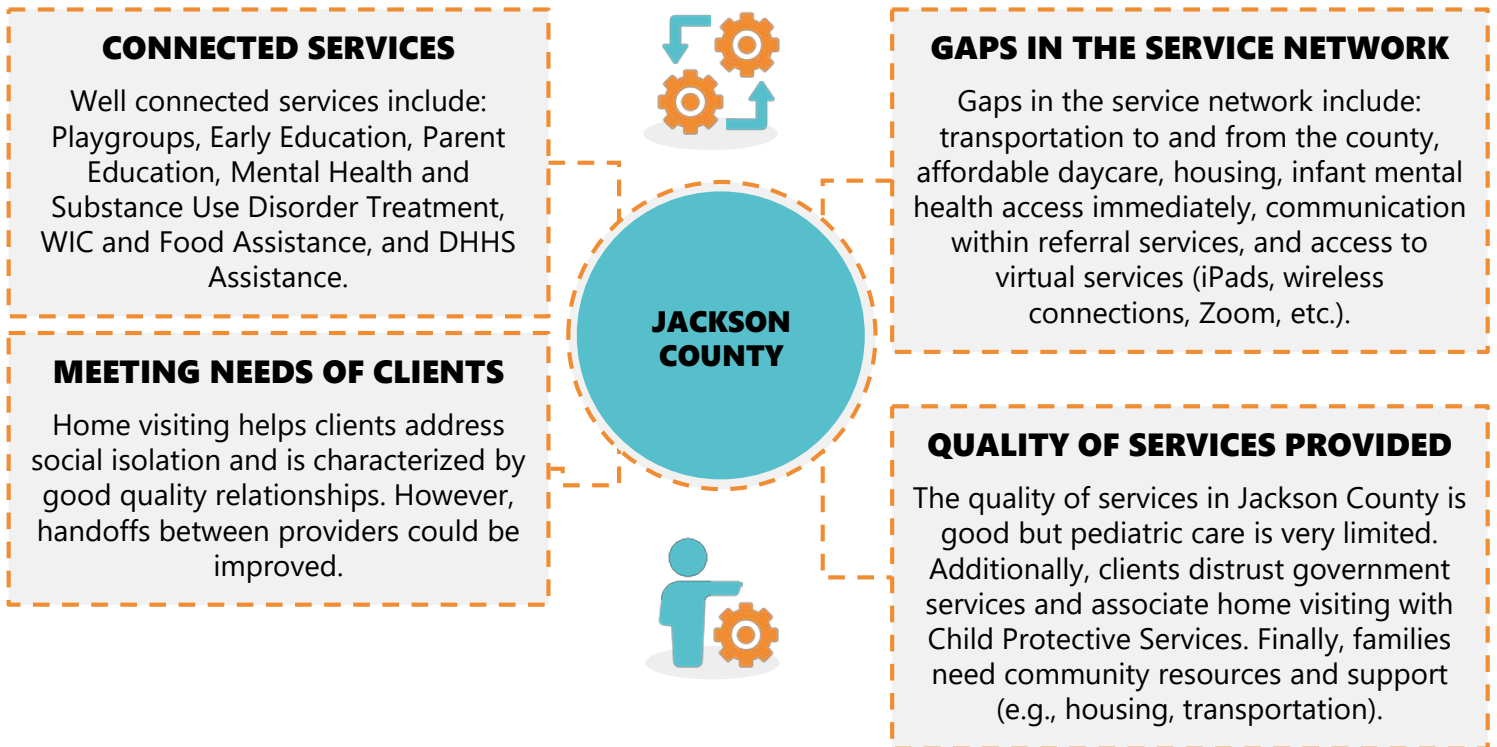 CONNECTED SERVICES
Well connected services include:
Playgroups, Early Education, Parent
Education, Mental Health and
Substance Use Disorder Treatment,
WIC and Food Assistance, and DHHS
Assistance.
MEETING NEEDS OF CLIENTS
Home visiting helps clients address
social isolation and is characterized by
good quality relationships. However,
handoffs between providers could be
improved.
JACKSON
COUNTY
GAPS IN THE SERVICE NETWORK
Gaps in the service network include:
transportation to and from the county,
affordable daycare, housing, infant mental
health access immediately, communication
within referral services, and access to
virtual services (iPads, wireless
connections, Zoom, etc.).
QUALITY OF SERVICES PROVIDED
The quality of services in Jackson County is
good but pediatric care is very limited.
Additionally, clients distrust government
services and associate home visiting with
Child Protective Services. Finally, families
need community resources and support
(e.g., housing, transportation).